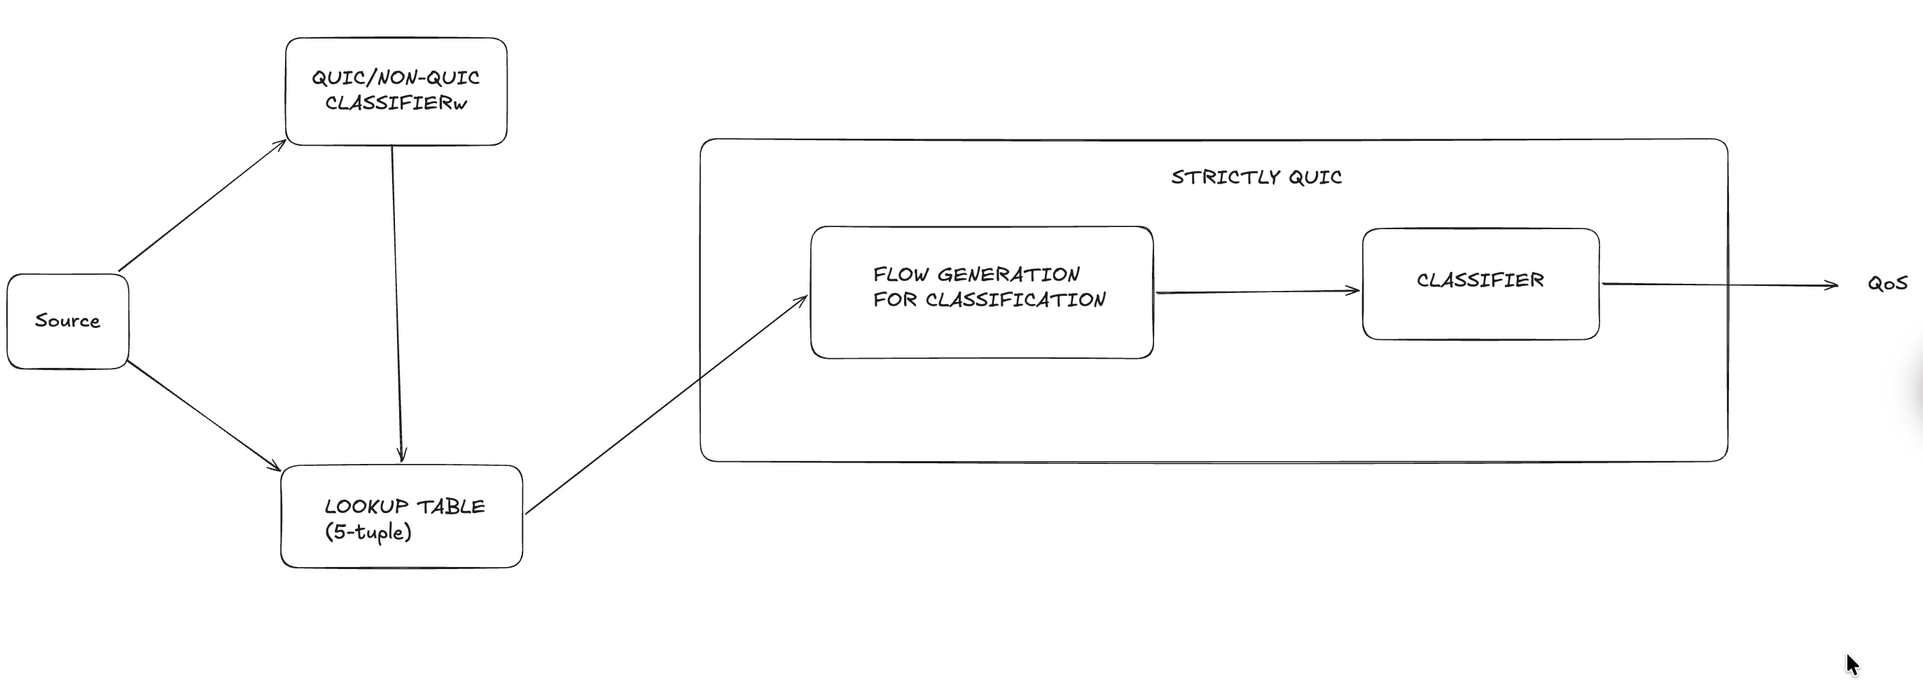 QUIC/NON-QUIC
CLASSIFIERw
STRICTLY QUIC
FLOW GENERATION
FOR CLASSIFICATION
CLASSIFIER
QoS
Source
LOOKUP TABLE
(5-tuple)